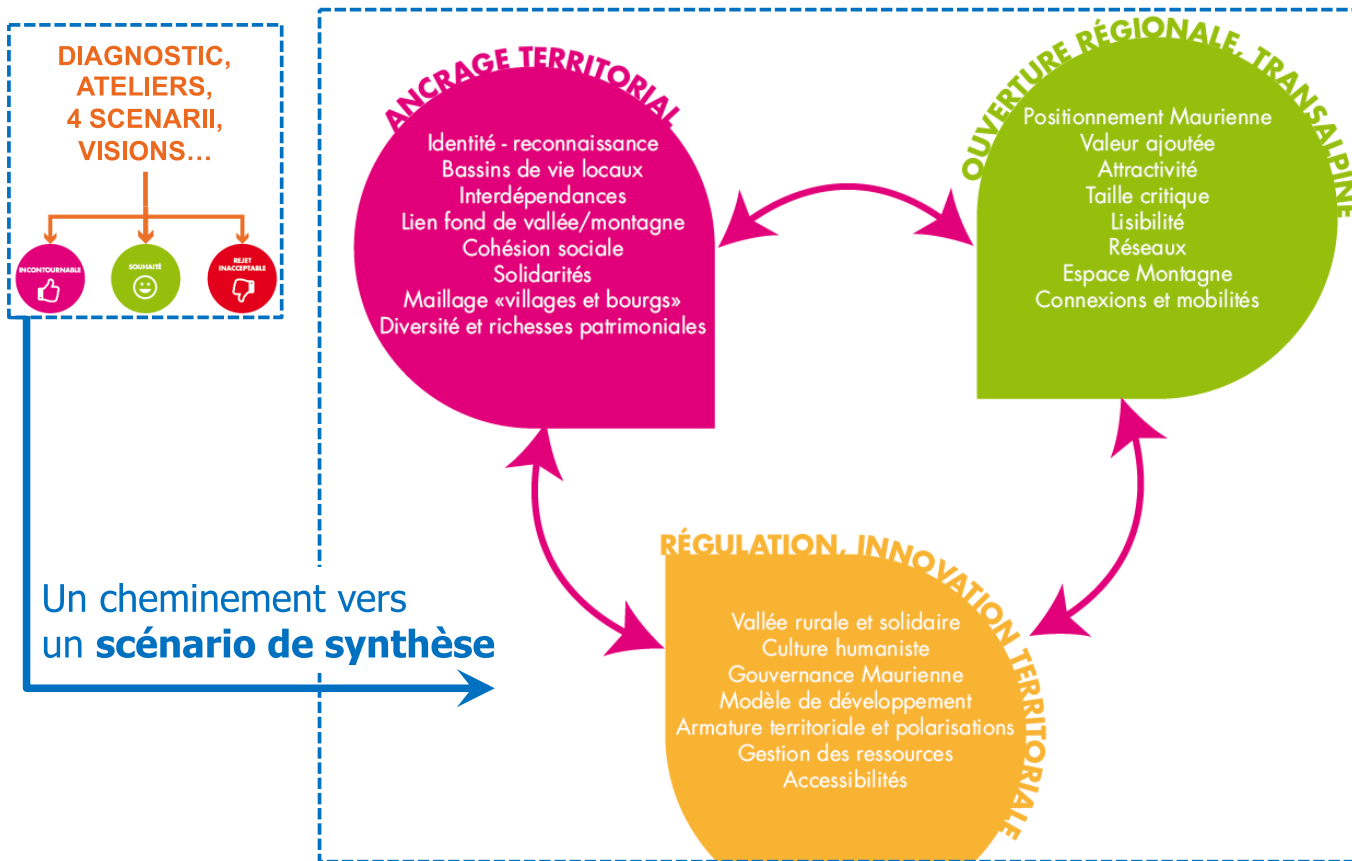 DIAGNOSTIC,
ATELIERS,
4 SCENARII,
VISIONS…
INCONTOURNABLE
SOUHAITÉ
REJET
INACCEPTABLE
Un cheminement vers
un scénario de synthèse
ANCRAGE TERRITORIAL
Identité - reconnaissance
Bassins de vie locaux
Interdépendances
Lien fond de vallée/montagne
Cohésion sociale
Solidarités
Maillage «villages et bourgs»
Diversité et richesses patrimoniales
OUVERTURE RÉGIONALE, TRANSALPINE
Positionnement Maurienne
Valeur ajoutée
Attractivité
Taille critique
Lisibilité
Réseaux
Espace Montagne
Connexions et mobilités
RÉGULATION, INNOVATION TERRITORIALE
Vallée rurale et solidaire
Culture humaniste
Gouvernance Maurienne
Modèle de développement
Armature territoriale et polarisations
Gestion des ressources
Accessibilités